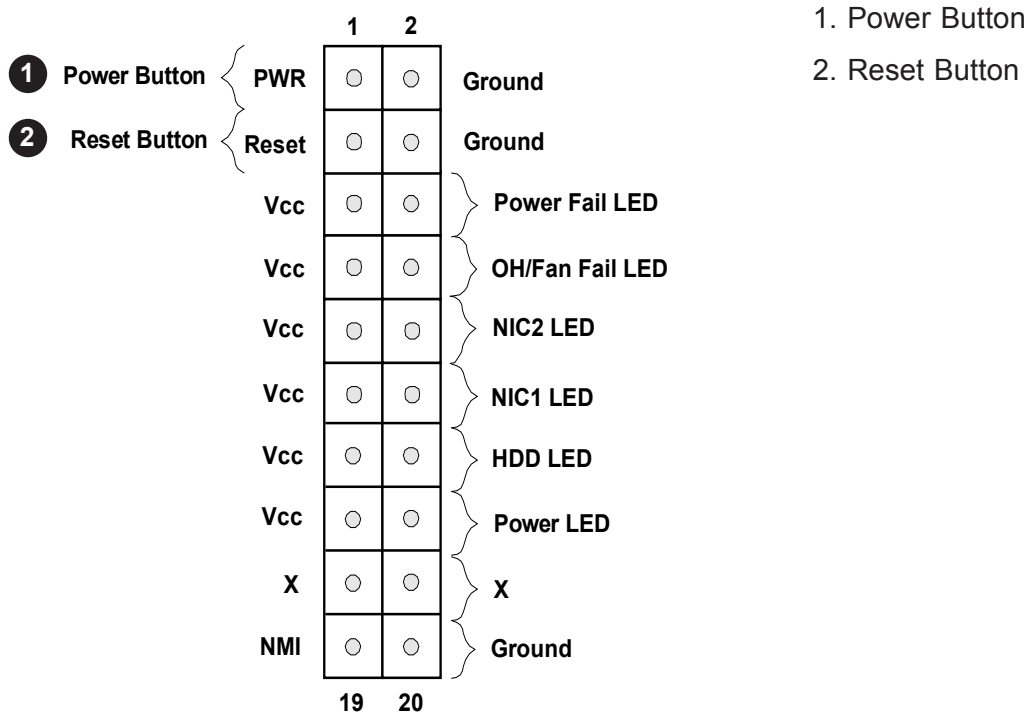 1 2
1. Power Button
1 Power Button PWR Ground
2. Reset Button
2 Reset Button Reset Ground
Vcc Power Fail LED
Vcc OH/Fan Fail LED
Vcc NIC2 LED
Vcc NIC1 LED
Vcc HDD LED
Vcc Power LED
X X
NMI Ground
19 20